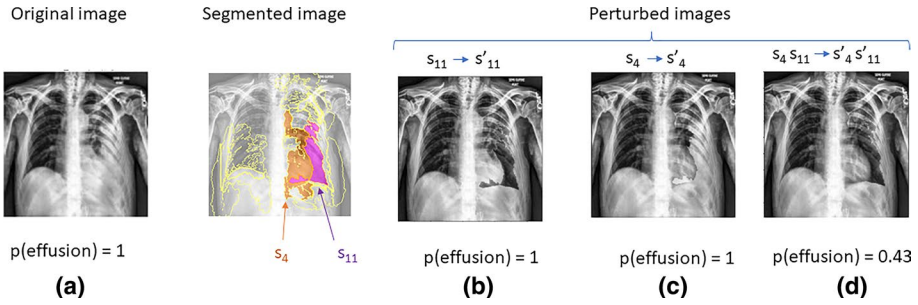 Original image
Segmented image
Perturbed images
s₁₁ → s′₁₁
s₄ → s′₄
s₄ s₁₁ → s′₄ s′₁₁
s₄
s₁₁
p(effusion) = 1
p(effusion) = 1
p(effusion) = 1
p(effusion) = 0.43
(a)
(b)
(c)
(d)